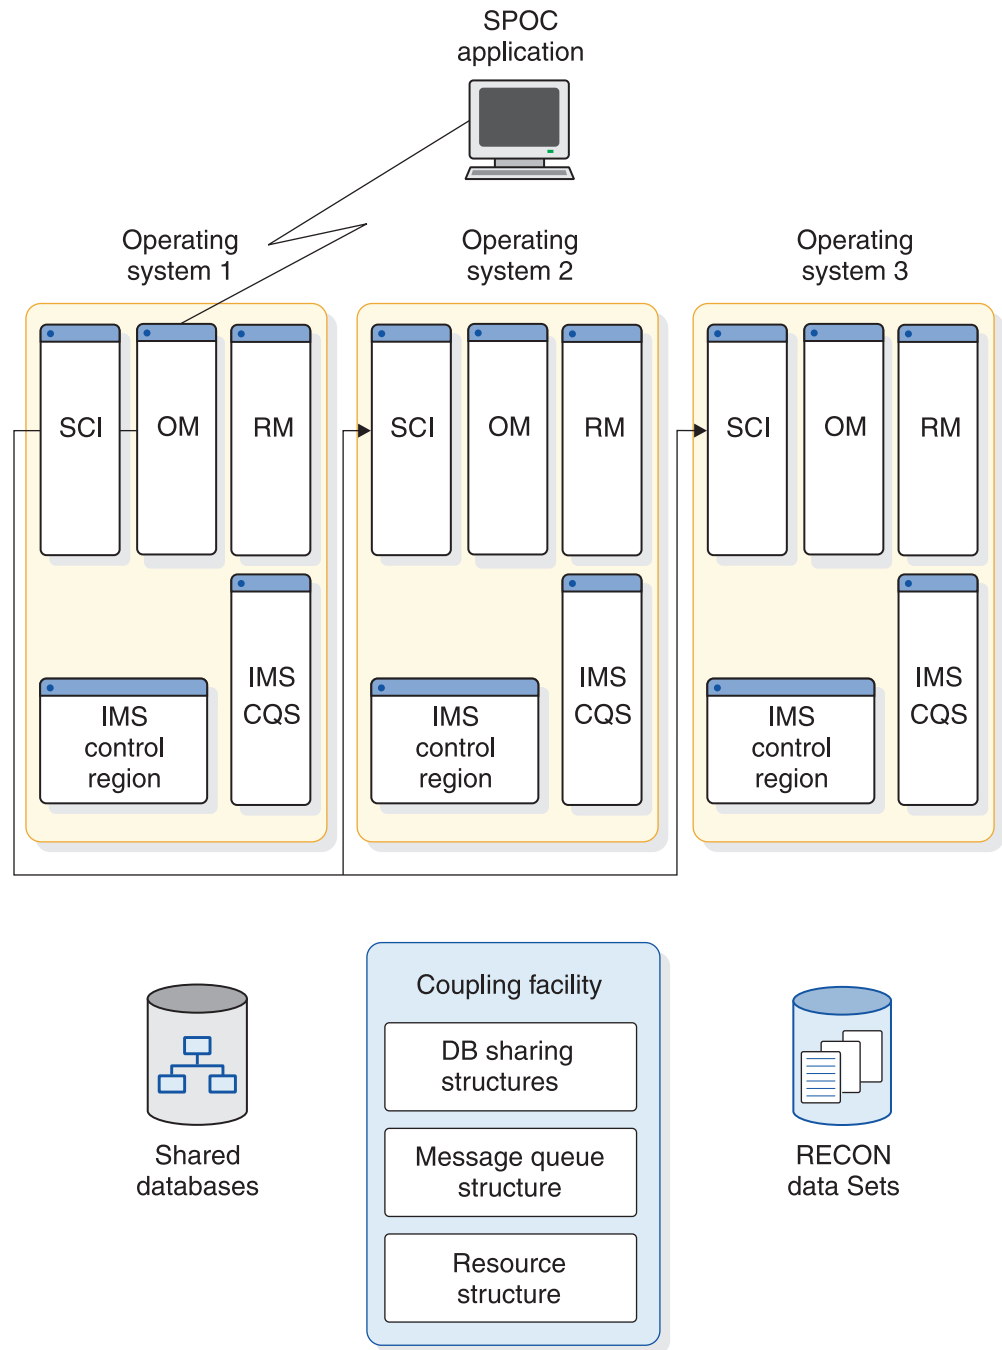 SPOC
application
Operating
system 1
Operating
system 2
Operating
system 3
SCI
OM
RM
SCI
OM
RM
SCI
OM
RM
IMS
CQS
IMS
control
region
IMS
CQS
IMS
control
region
IMS
CQS
IMS
control
region
Coupling facility
DB sharing
structures
Message queue
structure
Resource
structure
Shared
databases
RECON
data Sets